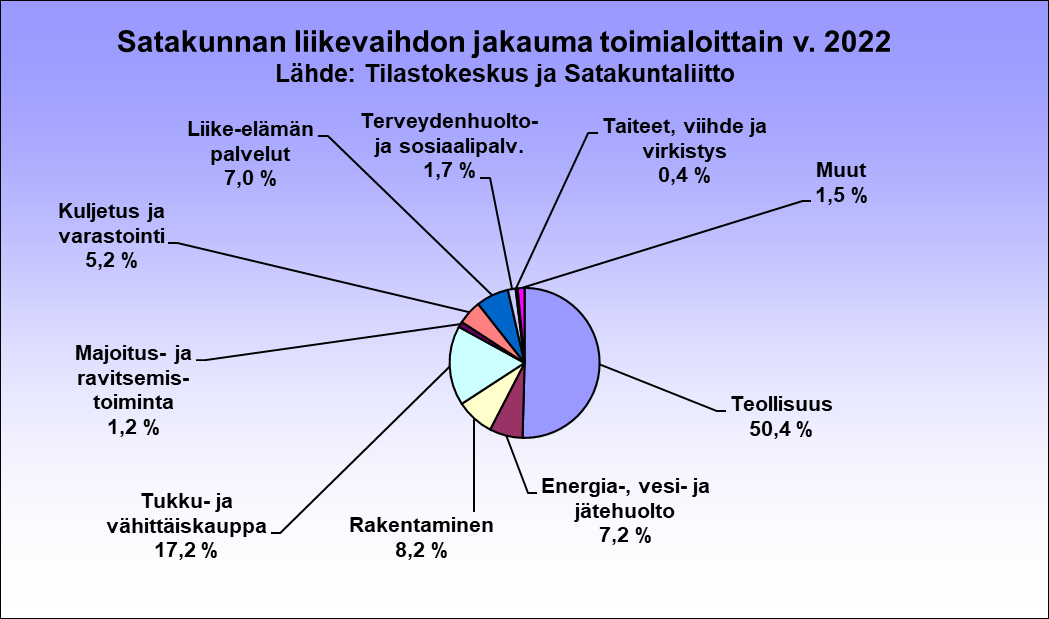 Satakunnan liikevaihdon jakauma toimialoittain v. 2022
Lähde: Tilastokeskus ja Satakuntaliitto
Terveydenhuolto-
ja sosiaalipalv.
1,7 %
Taiteet, viihde ja
virkistys
0,4 %
Liike-elämän
palvelut
7,0 %
Muut
1,5 %
Kuljetus ja
varastointi
5,2 %
Majoitus- ja
ravitsemis-
toiminta
1,2 %
Teollisuus
50,4 %
Tukku- ja
vähittäiskauppa
17,2 %
Rakentaminen
8,2 %
Energia-, vesi- ja
jätehuolto
7,2 %